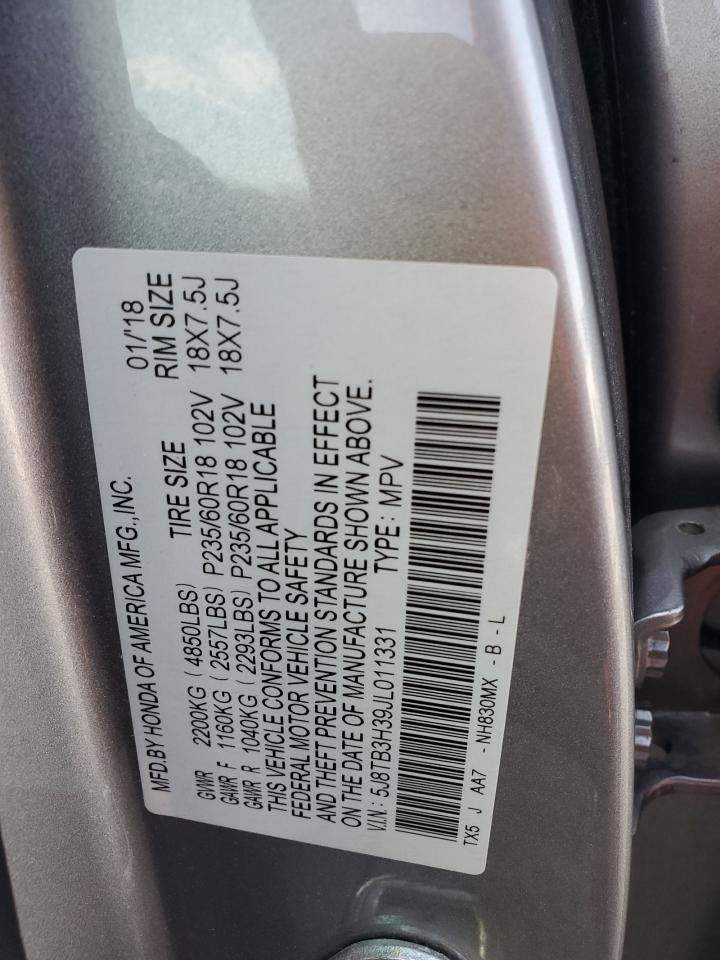 MFD.BY HONDA OF AMERICA MFG.,INC. 01/'18
TIRE SIZE RIM SIZE
GVWR 2200KG (4850LBS)
GAWR F 1160KG (2557LBS) P235/60R18 102V 18X7.5J
GAWR R 1040KG (2293LBS) P235/60R18 102V 18X7.5J
THIS VEHICLE CONFORMS TO ALL APPLICABLE
FEDERAL MOTOR VEHICLE SAFETY
AND THEFT PREVENTION STANDARDS IN EFFECT
ON THE DATE OF MANUFACTURE SHOWN ABOVE.
V.I.N: 5J8TB3H39JL011331 TYPE: MPV
TX5 J AA7 -NH830MX -B-L